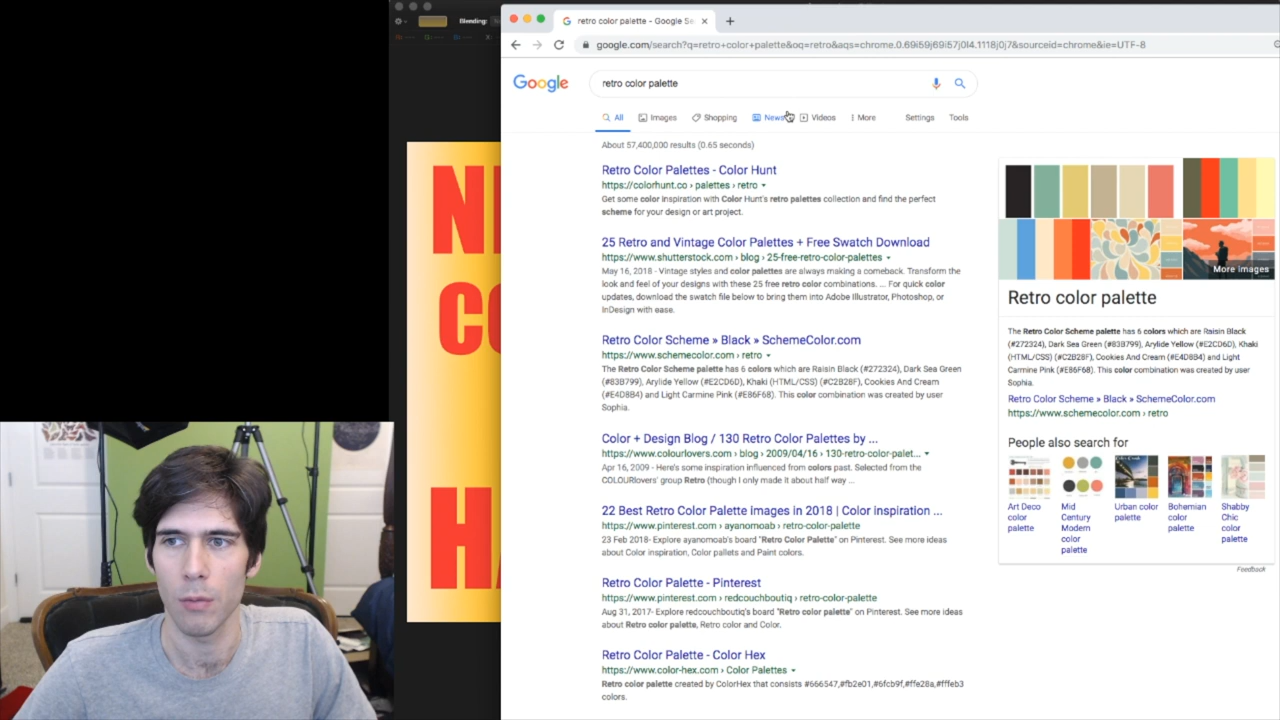 Blending:
retro color palette - Google Se
google.com/search?q=retro+color+palette&oq=retro&aqs=chrome.0.69i59j69i57j0l4.1118j0j7&sourceid=chrome&ie=UTF-8
Google
retro color palette
All
Images
Shopping
News
Videos
More
Settings
Tools
About 57,400,000 results (0.65 seconds)
Retro Color Palettes - Color Hunt
https://colorhunt.co › palettes › retro
Get some color inspiration with Color Hunt's retro palettes collection and find the perfect
scheme for your design or art project.
25 Retro and Vintage Color Palettes + Free Swatch Download
https://www.shutterstock.com › blog › 25-free-retro-color-palettes
May 16, 2018 - Vintage styles and color palettes are always making a comeback. Transform the
look and feel of your designs with these 25 free retro color combinations. ... For quick color
updates, download the swatch file below to bring them into Adobe Illustrator, Photoshop, or
InDesign with ease.
Retro Color Scheme » Black » SchemeColor.com
https://www.schemecolor.com › retro
The Retro Color Scheme palette has 6 colors which are Raisin Black (#272324), Dark Sea Green
(#83B799), Arylide Yellow (#E2CD6D), Khaki (HTML/CSS) (#C2B28F), Cookies And Cream
(#E4D8B4) and Light Carmine Pink (#E86F68). This color combination was created by user
Sophia.
Color + Design Blog / 130 Retro Color Palettes by ...
https://www.colourlovers.com › blog › 2009/04/16 › 130-retro-color-palet...
Apr 16, 2009 - Here's some inspiration influenced from colors past. Selected from the
COLOURlovers' group Retro (though I only made it about half way ...
22 Best Retro Color Palette images in 2018 | Color inspiration ...
https://www.pinterest.com › ayanomoab › retro-color-palette
23 Feb 2018- Explore ayanomoab's board "Retro Color Palette" on Pinterest. See more ideas
about Color inspiration, Color pallets and Paint colors.
Retro Color Palette - Pinterest
https://www.pinterest.com › redcouchboutiq › retro-color-palette
Aug 31, 2017- Explore redcouchboutiq's board "Retro color palette" on Pinterest. See more ideas
about Retro color palette, Retro color and Color.
Retro Color Palette - Color Hex
https://www.color-hex.com › Color Palettes
Retro color palette created by ColorHex that consists #666547,#fb2e01,#6fcb9f,#ffe28a,#fffeb3
colors.
More images
Retro color palette
The Retro Color Scheme palette has 6 colors which are Raisin Black
(#272324), Dark Sea Green (#83B799), Arylide Yellow (#E2CD6D), Khaki
(HTML/CSS) (#C2B28F), Cookies And Cream (#E4D8B4) and Light
Carmine Pink (#E86F68). This color combination was created by user
Sophia.
Retro Color Scheme » Black » SchemeColor.com
https://www.schemecolor.com › retro
People also search for
Art Deco
color
palette
Mid
Century
Modern
color
palette
Urban color
palette
Bohemian
color
palette
Shabby
Chic
color
palette
Feedback